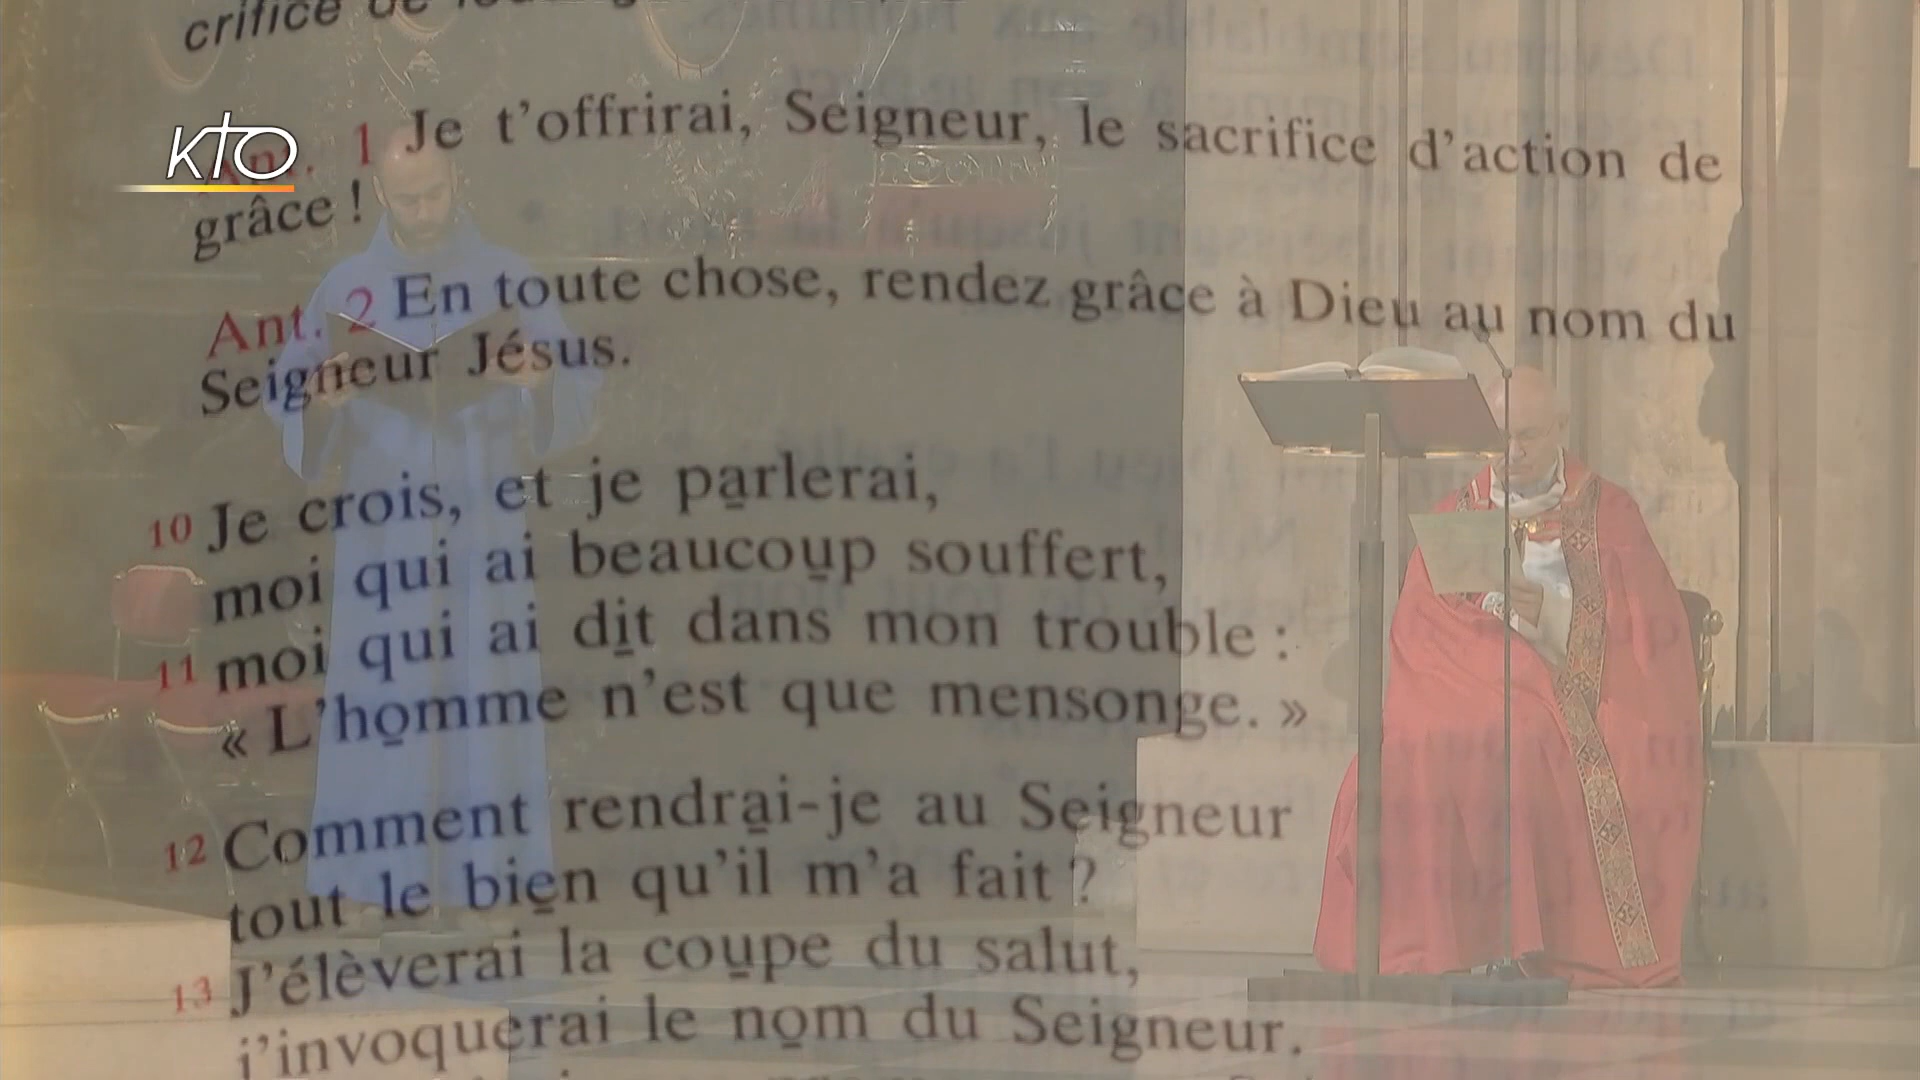 crifice de
KTO
Ant. 1 Je t’offrirai, Seigneur, le sacrifice d’action de
grâce !
Ant. 2 En toute chose, rendez grâce à Dieu au nom du
Seigneur Jésus.
10 Je crois, et je parlerai,
moi qui ai beaucoup souffert,
11 moi qui ai dit dans mon trouble :
« L’homme n’est que mensonge. »
12 Comment rendrai-je au Seigneur
tout le bien qu’il m’a fait ?
13 J’élèverai la coupe du salut,
j’invoquerai le nom du Seigneur.